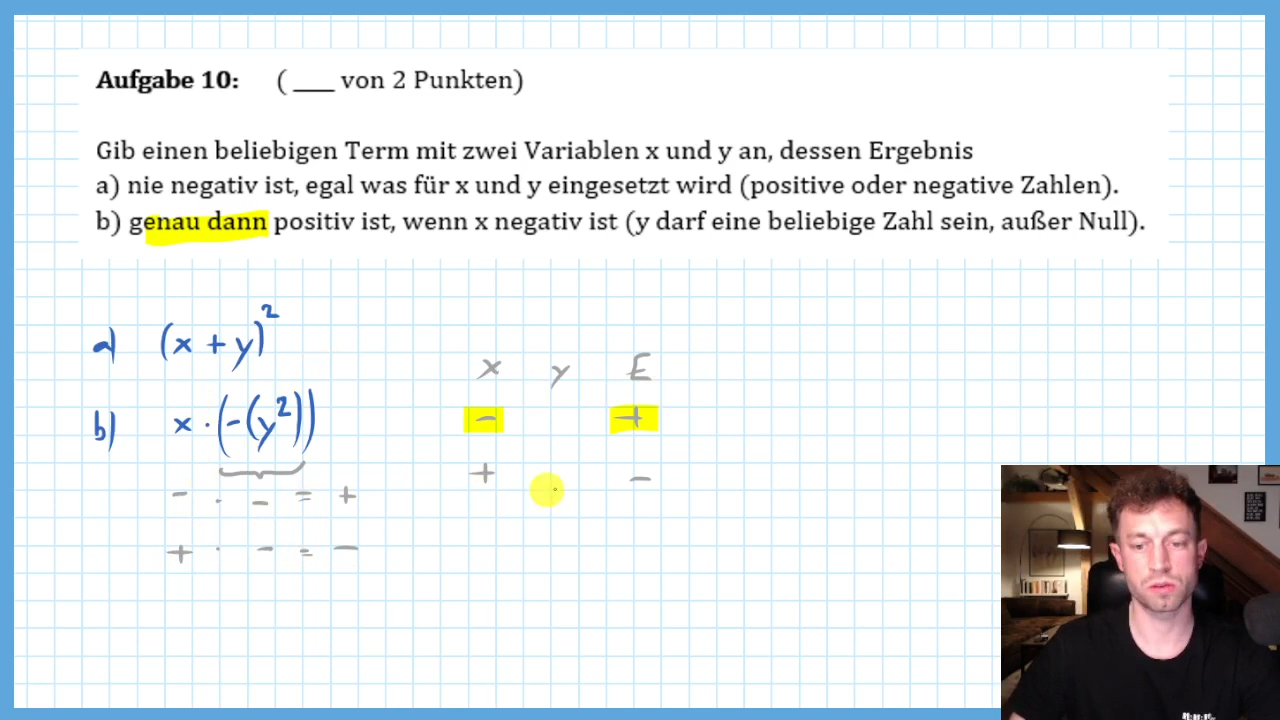 Aufgabe 10: ( ___ von 2 Punkten)
Gib einen beliebigen Term mit zwei Variablen x und y an, dessen Ergebnis
a) nie negativ ist, egal was für x und y eingesetzt wird (positive oder negative Zahlen).
b) genau dann positiv ist, wenn x negativ ist (y darf eine beliebige Zahl sein, außer Null).
a) (x + y)²
b) x · (-(y²))
- · - = +
+ · - = -
x y E
- +
+ -